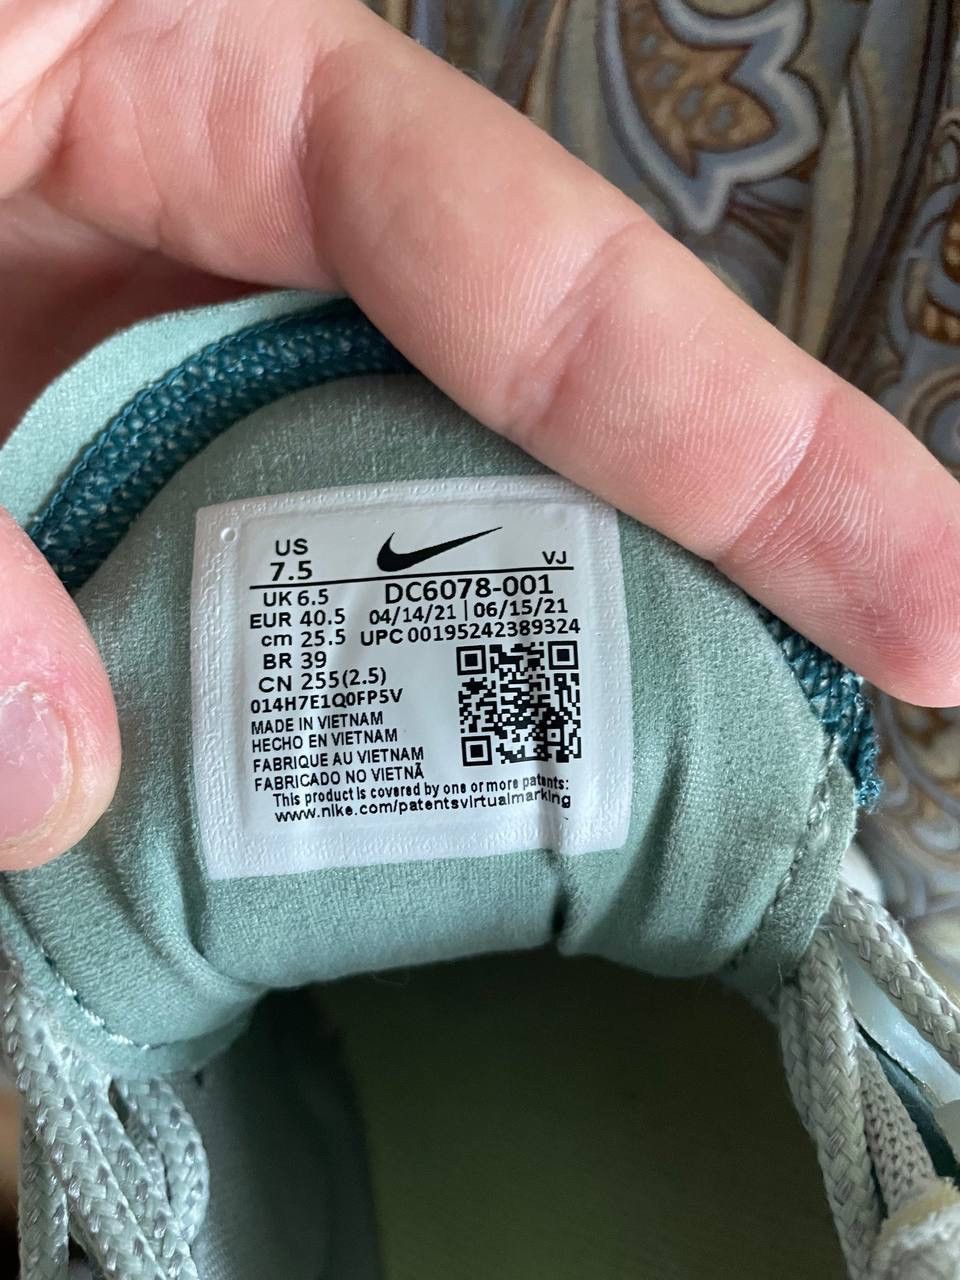 US
7.5
VJ
UK 6.5
DC6078-001
EUR 40.5
04/14/21 | 06/15/21
cm 25.5
UPC 00195242389324
BR 39
CN 255(2.5)
014H7E1Q0FP5V
MADE IN VIETNAM
HECHO EN VIETNAM
FABRIQUE AU VIETNAM
FABRICADO NO VIETNÃ
This product is covered by one or more patents:
www.nike.com/patentsvirtualmarking